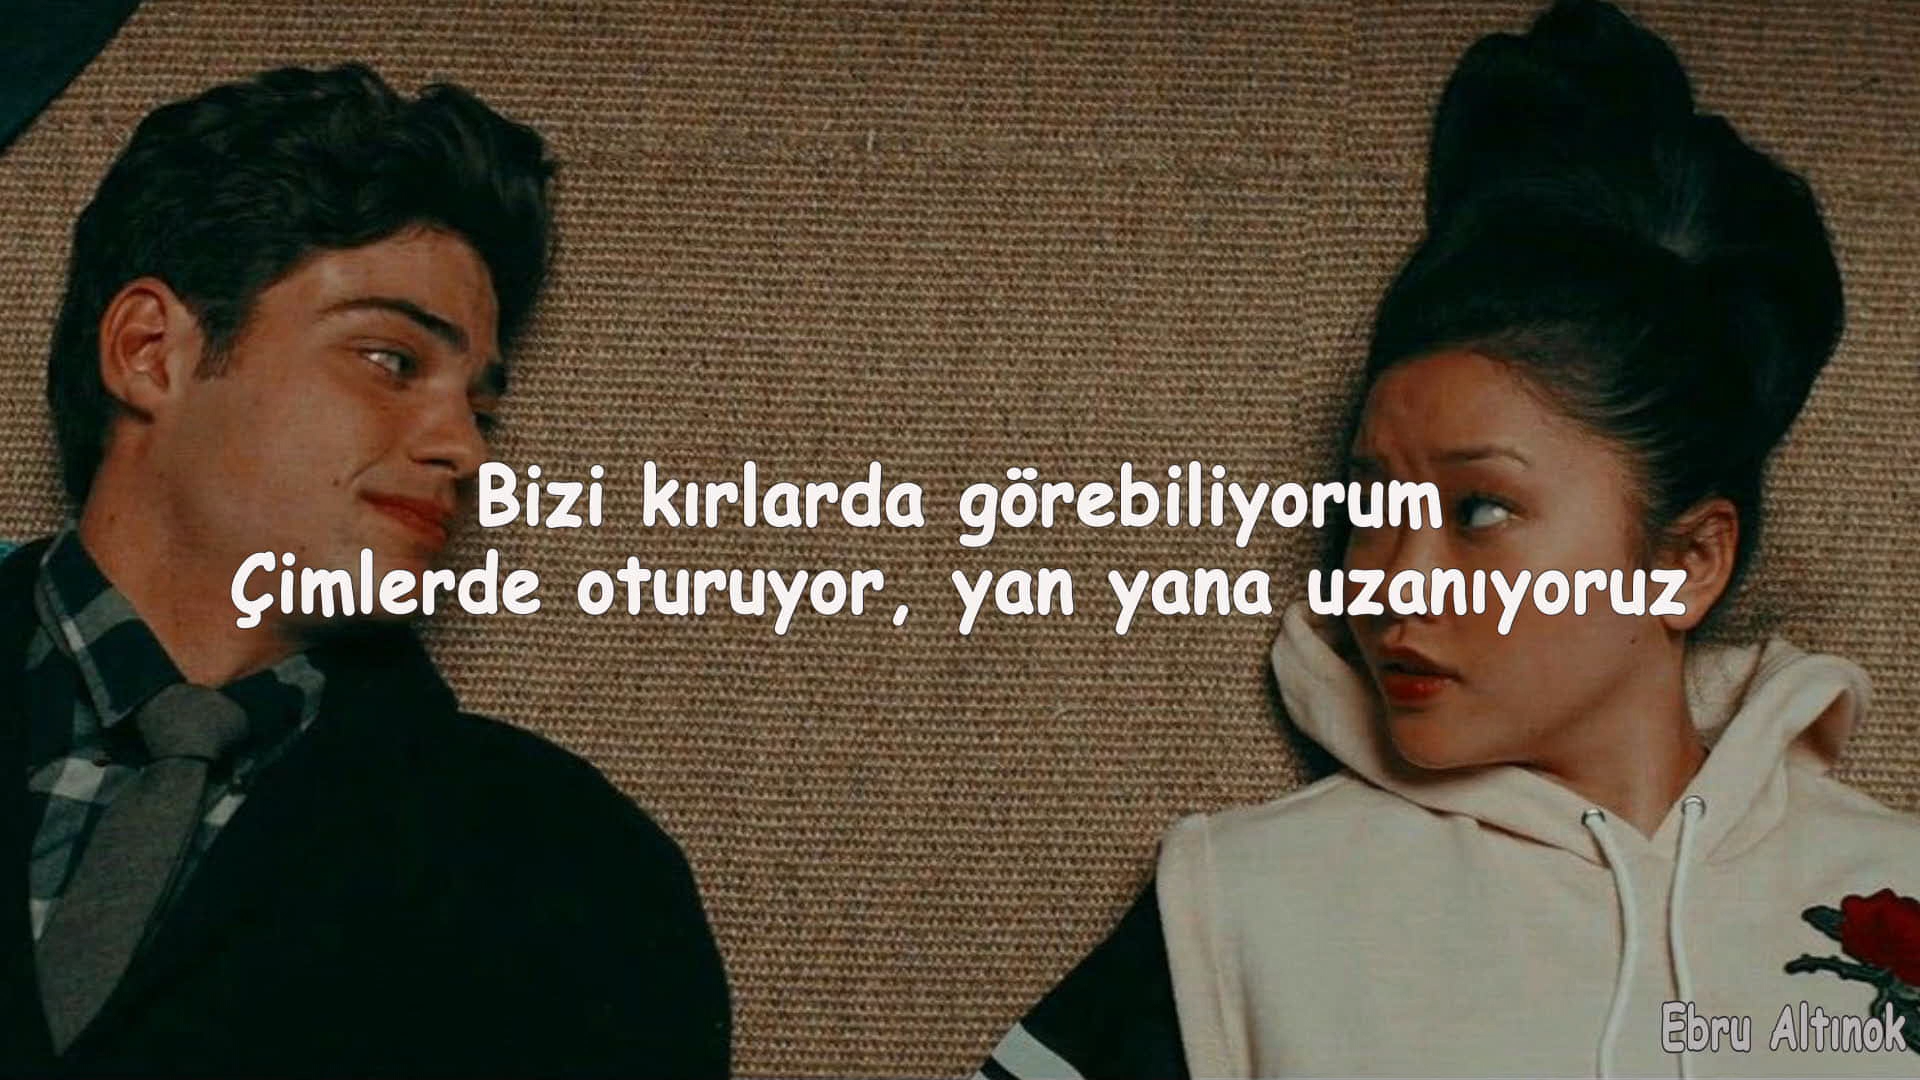 Bizi kırlarda görebiliyorum
Çimlerde oturuyor, yan yana uzanıyoruz
Ebru Altınok